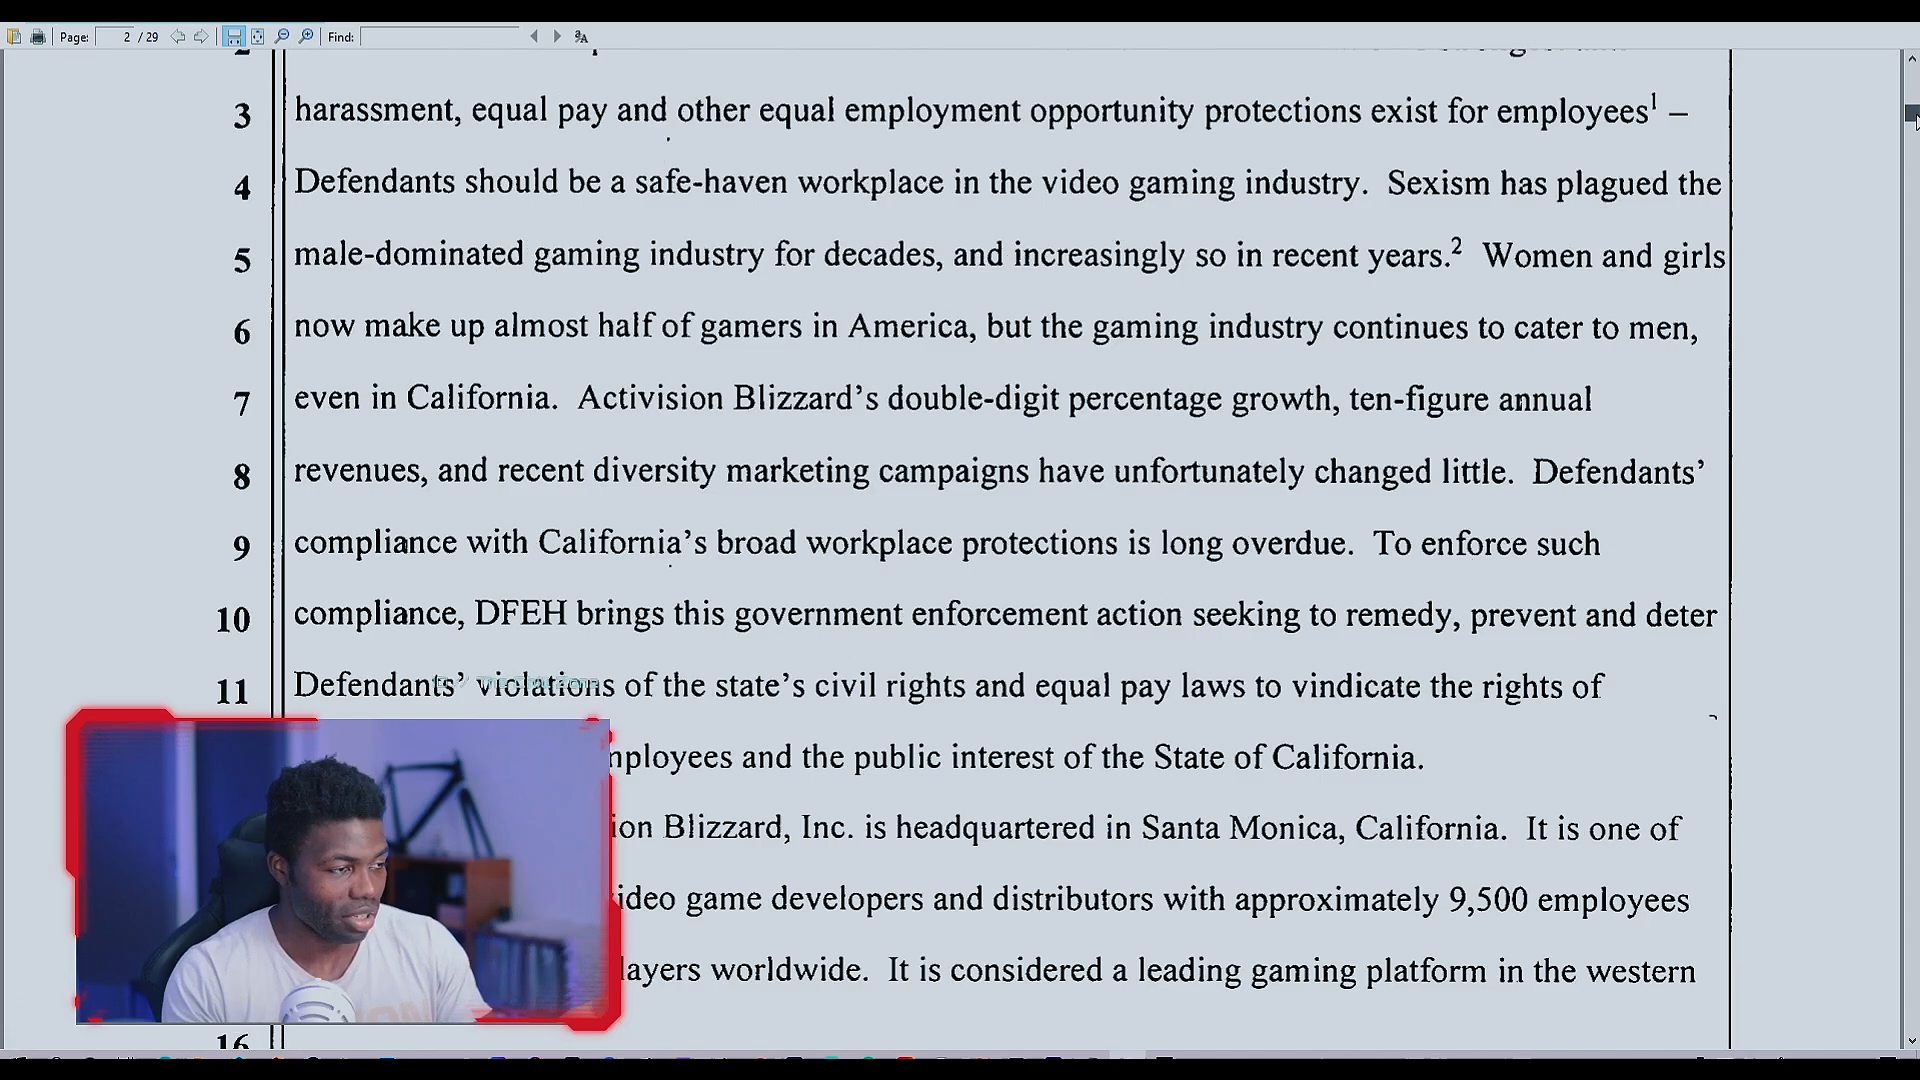 Page: 2 / 29 Find:
3 harassment, equal pay and other equal employment opportunity protections exist for employees1 –
4 Defendants should be a safe-haven workplace in the video gaming industry. Sexism has plagued the
5 male-dominated gaming industry for decades, and increasingly so in recent years.2 Women and girls
6 now make up almost half of gamers in America, but the gaming industry continues to cater to men,
7 even in California. Activision Blizzard’s double-digit percentage growth, ten-figure annual
8 revenues, and recent diversity marketing campaigns have unfortunately changed little. Defendants’
9 compliance with California’s broad workplace protections is long overdue. To enforce such
10 compliance, DFEH brings this government enforcement action seeking to remedy, prevent and deter
11 Defendants’ violations of the state’s civil rights and equal pay laws to vindicate the rights of
nployees and the public interest of the State of California.
ion Blizzard, Inc. is headquartered in Santa Monica, California. It is one of
ideo game developers and distributors with approximately 9,500 employees
layers worldwide. It is considered a leading gaming platform in the western
16